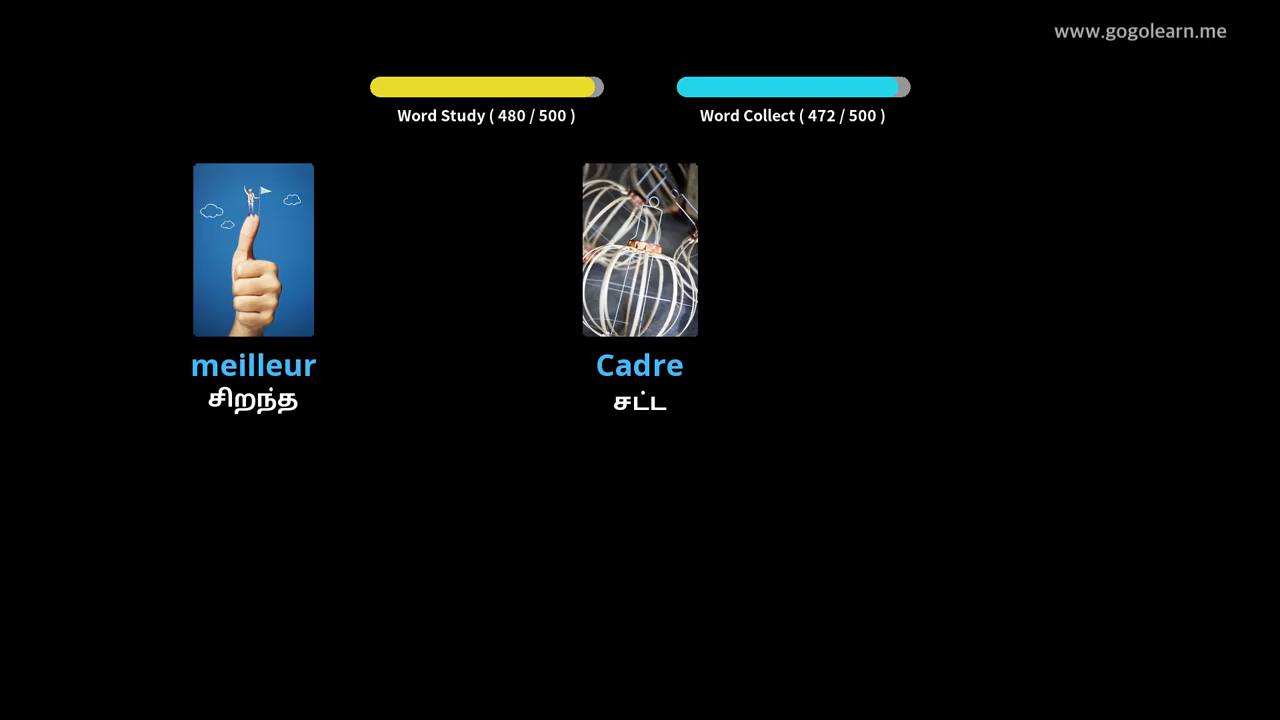 www.gogolearn.me
Word Study ( 480 / 500 )
Word Collect ( 472 / 500 )
meilleur
சிறந்த
Cadre
சட்ட